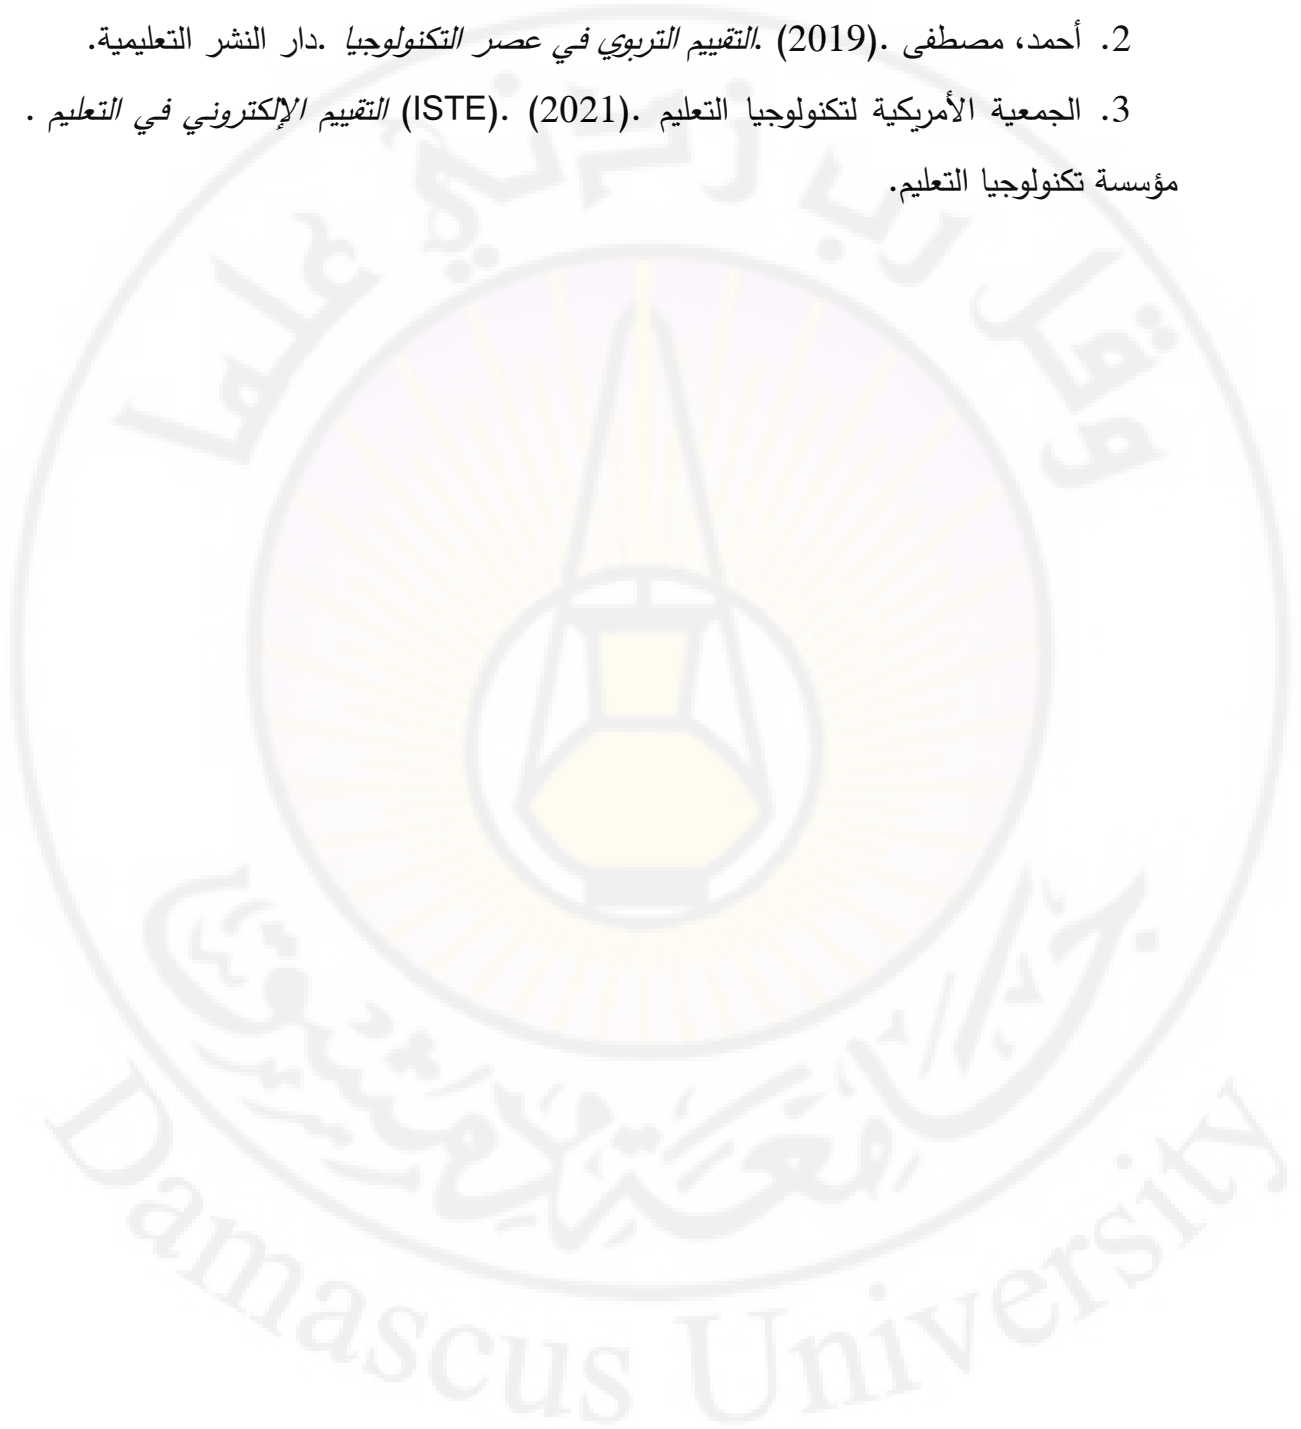 2. أحمد، مصطفى .(2019) .التقييم التربوي في عصر التكنولوجيا .دار النشر التعليمية.
3. الجمعية الأمريكية لتكنولوجيا التعليم .(ISTE). (2021) التقييم الإلكتروني في التعليم .
مؤسسة تكنولوجيا التعليم.
وقل رب زدني علما
جامعة دمشق
Damascus University